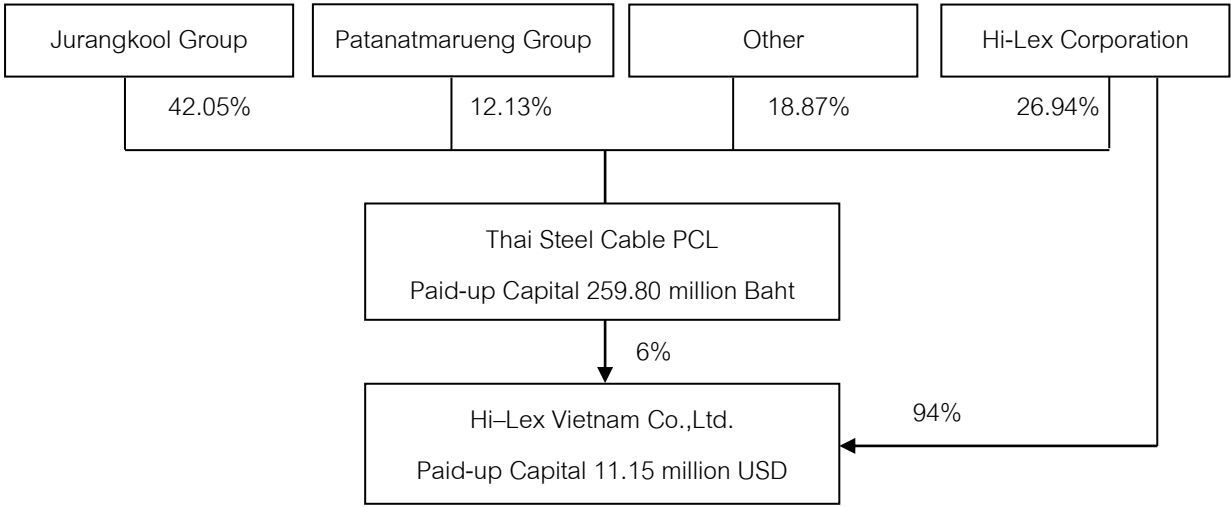 Jurangkool Group
Patanatmarueng Group
Other
Hi-Lex Corporation
42.05%
12.13%
18.87%
26.94%
Thai Steel Cable PCL
Paid-up Capital 259.80 million Baht
6%
Hi–Lex Vietnam Co.,Ltd.
Paid-up Capital 11.15 million USD
94%